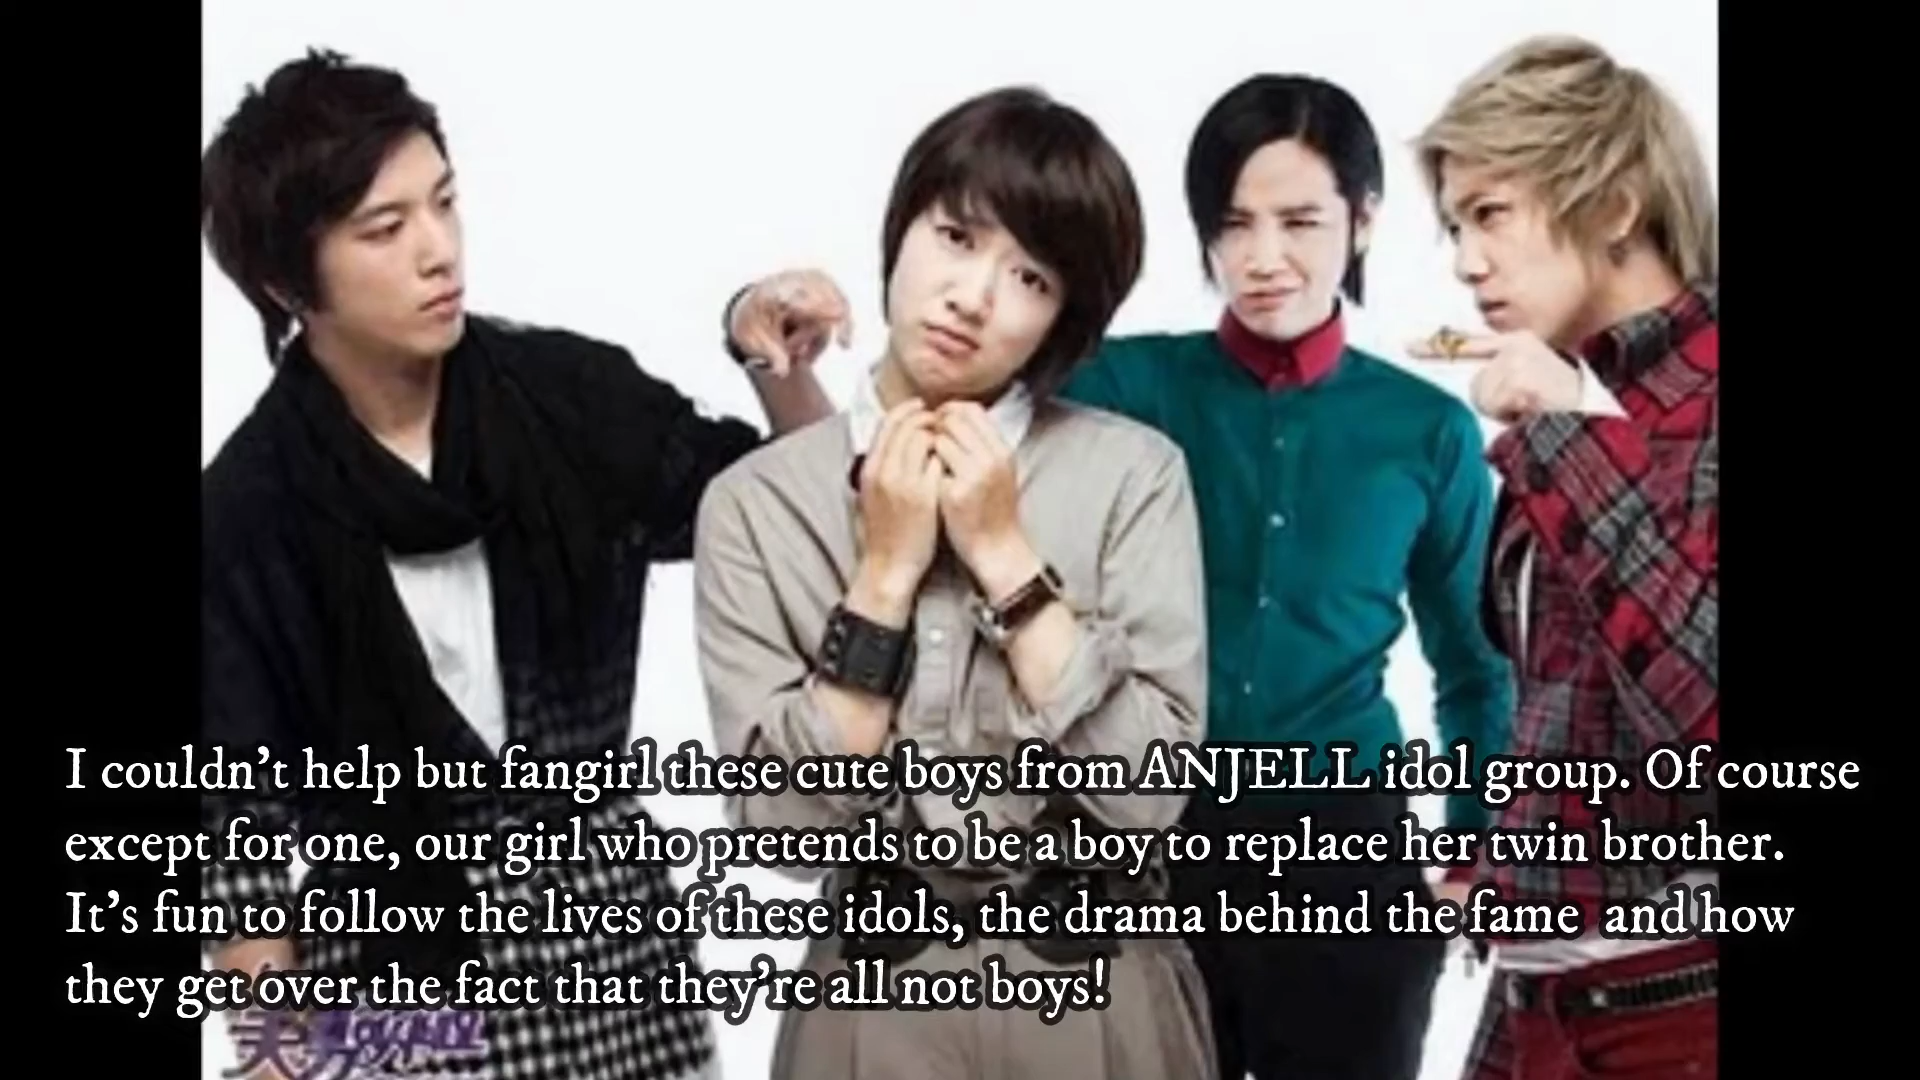 I couldn't help but fangirl these cute boys from ANJELL idol group. Of course
except for one, our girl who pretends to be a boy to replace her twin brother.
It's fun to follow the lives of these idols, the drama behind the fame and how
they get over the fact that they're all not boys!